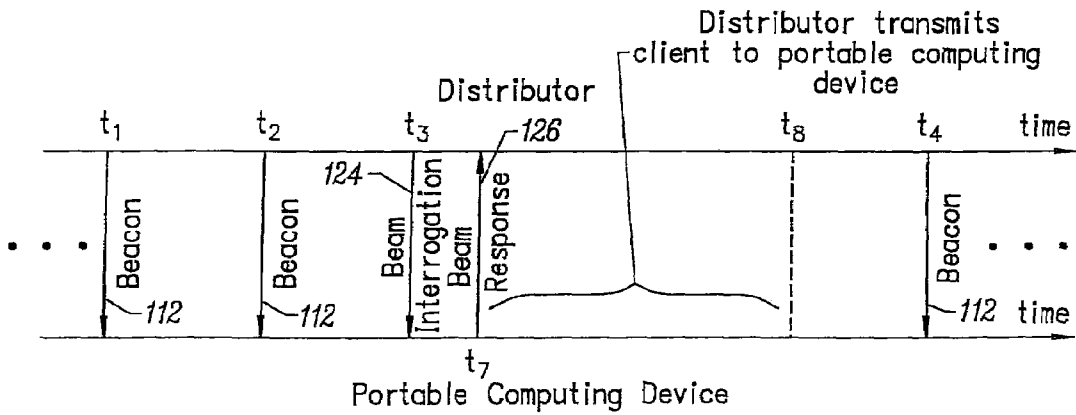 Distributor transmits
client to portable computing
device
Distributor
t1 t2 t3 126 t8 t4 time
124
Beacon
Beacon
Beam
Interrogation
Beam
Response
Beacon
112 112 112 time
t7
Portable Computing Device